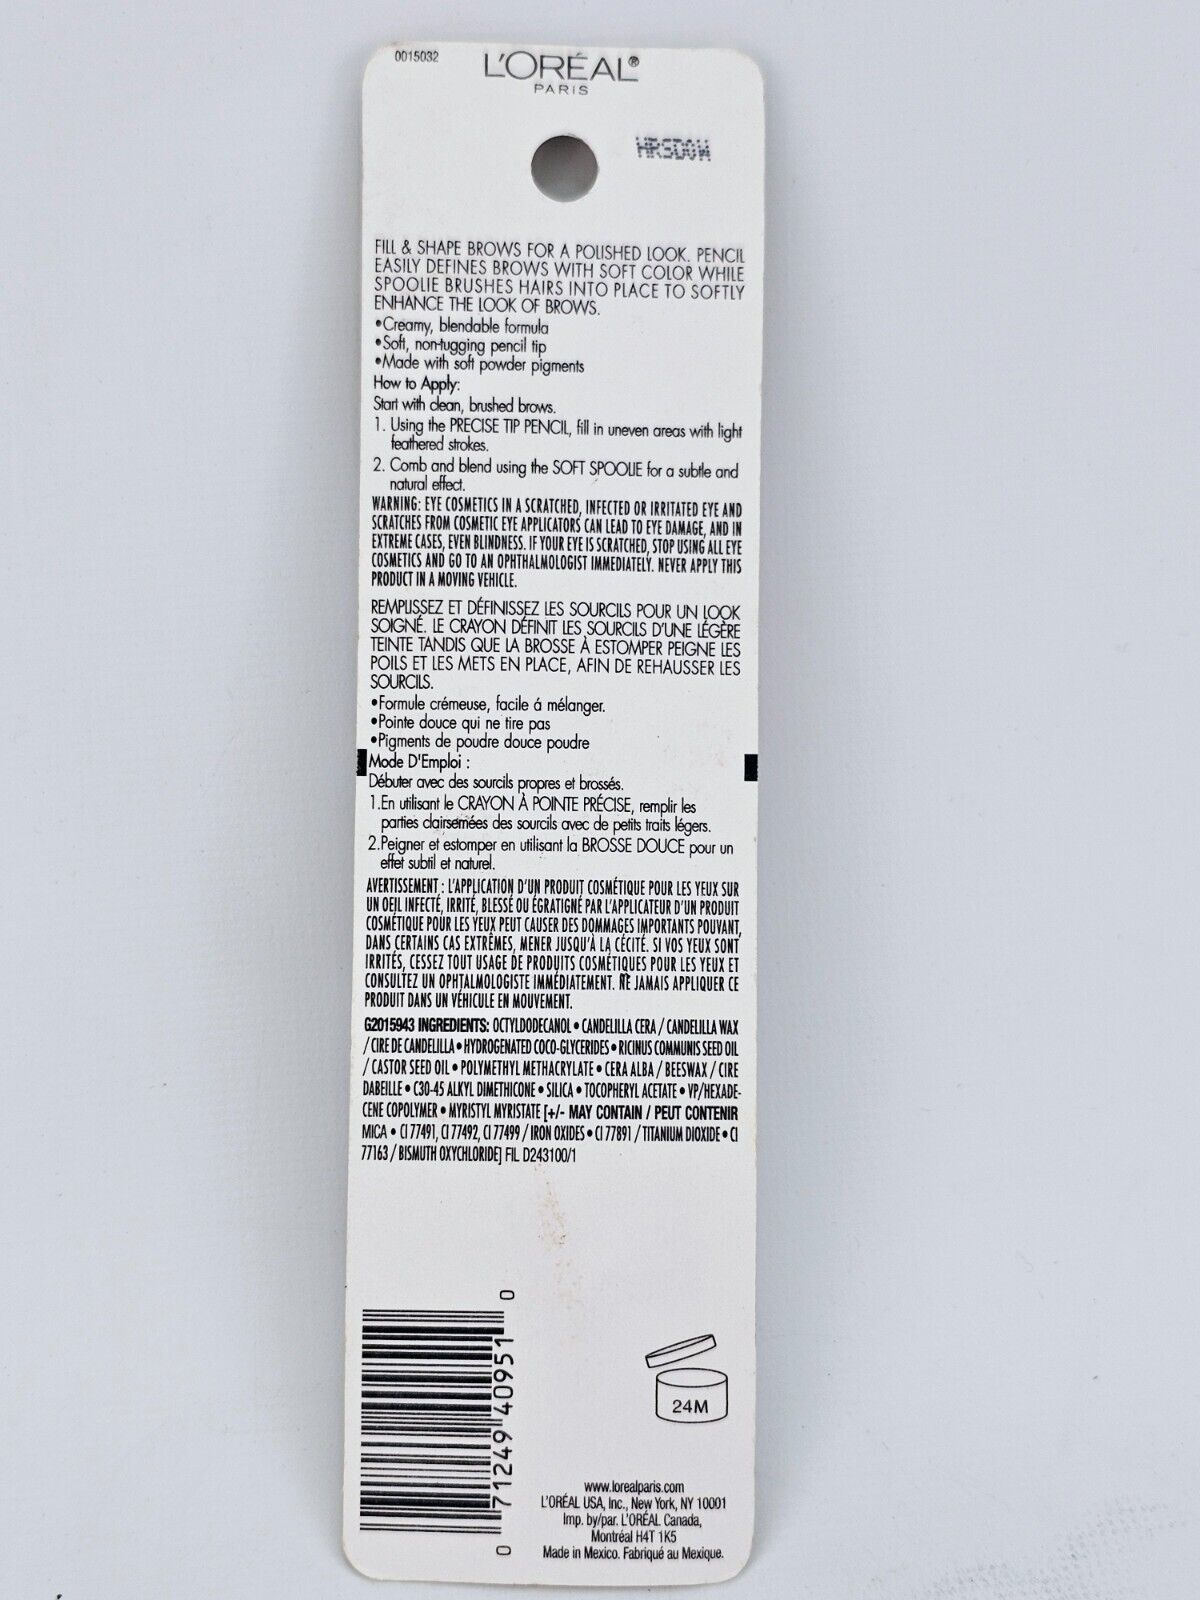 0015032
L'ORÉAL®
PARIS
FILL & SHAPE BROWS FOR A POLISHED LOOK. PENCIL
EASILY DEFINES BROWS WITH SOFT COLOR WHILE
SPOOLIE BRUSHES HAIRS INTO PLACE TO SOFTLY
ENHANCE THE LOOK OF BROWS.
•Creamy, blendable formula
•Soft, non-tugging pencil tip
•Made with soft powder pigments
How to Apply:
Start with clean, brushed brows.
1. Using the PRECISE TIP PENCIL, fill in uneven areas with light
feathered strokes.
2. Comb and blend using the SOFT SPOOLIE for a subtle and
natural effect.
WARNING: EYE COSMETICS IN A SCRATCHED, INFECTED OR IRRITATED EYE AND
SCRATCHES FROM COSMETIC EYE APPLICATORS CAN LEAD TO EYE DAMAGE, AND IN
EXTREME CASES, EVEN BLINDNESS. IF YOUR EYE IS SCRATCHED, STOP USING ALL EYE
COSMETICS AND GO TO AN OPHTHALMOLOGIST IMMEDIATELY. NEVER APPLY THIS
PRODUCT IN A MOVING VEHICLE.
REMPLISSEZ ET DÉFINISSEZ LES SOURCILS POUR UN LOOK
SOIGNÉ. LE CRAYON DÉFINIT LES SOURCILS D'UNE LÉGÈRE
TEINTE TANDIS QUE LA BROSSE À ESTOMPER PEIGNE LES
POILS ET LES METS EN PLACE, AFIN DE REHAUSSER LES
SOURCILS.
•Formule crémeuse, facile á mélanger.
•Pointe douce qui ne tire pas
•Pigments de poudre douce poudre
Mode D'Emploi :
Débuter avec des sourcils propres et brossés.
1.En utilisant le CRAYON À POINTE PRÉCISE, remplir les
parties clairsemées des sourcils avec de petits traits légers.
2.Peigner et estomper en utilisant la BROSSE DOUCE pour un
effet subtil et naturel.
AVERTISSEMENT : L'APPLICATION D'UN PRODUIT COSMÉTIQUE POUR LES YEUX SUR
UN OEIL INFECTÉ, IRRITÉ, BLESSÉ OU ÉGRATIGNÉ PAR L'APPLICATEUR D'UN PRODUIT
COSMÉTIQUE POUR LES YEUX PEUT CAUSER DES DOMMAGES IMPORTANTS POUVANT,
DANS CERTAINS CAS EXTRÊMES, MENER JUSQU'À LA CÉCITÉ. SI VOS YEUX SONT
IRRITÉS, CESSEZ TOUT USAGE DE PRODUITS COSMÉTIQUES POUR LES YEUX ET
CONSULTEZ UN OPHTALMOLOGISTE IMMÉDIATEMENT. NE JAMAIS APPLIQUER CE
PRODUIT DANS UN VÉHICULE EN MOUVEMENT.
G2015943 INGREDIENTS: OCTYLDODECANOL • CANDELILLA CERA / CANDELILLA WAX
/ CIRE DE CANDELILLA • HYDROGENATED COCO-GLYCERIDES • RICINUS COMMUNIS SEED OIL
/ CASTOR SEED OIL • POLYMETHYL METHACRYLATE • CERA ALBA / BEESWAX / CIRE
DABEILLE • C30-45 ALKYL DIMETHICONE • SILICA • TOCOPHERYL ACETATE • VP/HEXADE-
CENE COPOLYMER • MYRISTYL MYRISTATE [+/- MAY CONTAIN / PEUT CONTENIR
MICA • CI 77491, CI 77492, CI 77499 / IRON OXIDES • CI 77891 / TITANIUM DIOXIDE • CI
77163 / BISMUTH OXYCHLORIDE] FIL D243100/1
0 71249 40951 0
24M
www.lorealparis.com
L'ORÉAL USA, Inc., New York, NY 10001
Imp. by/par. L'ORÉAL Canada,
Montréal H4T 1K5
Made in Mexico. Fabriqué au Mexique.